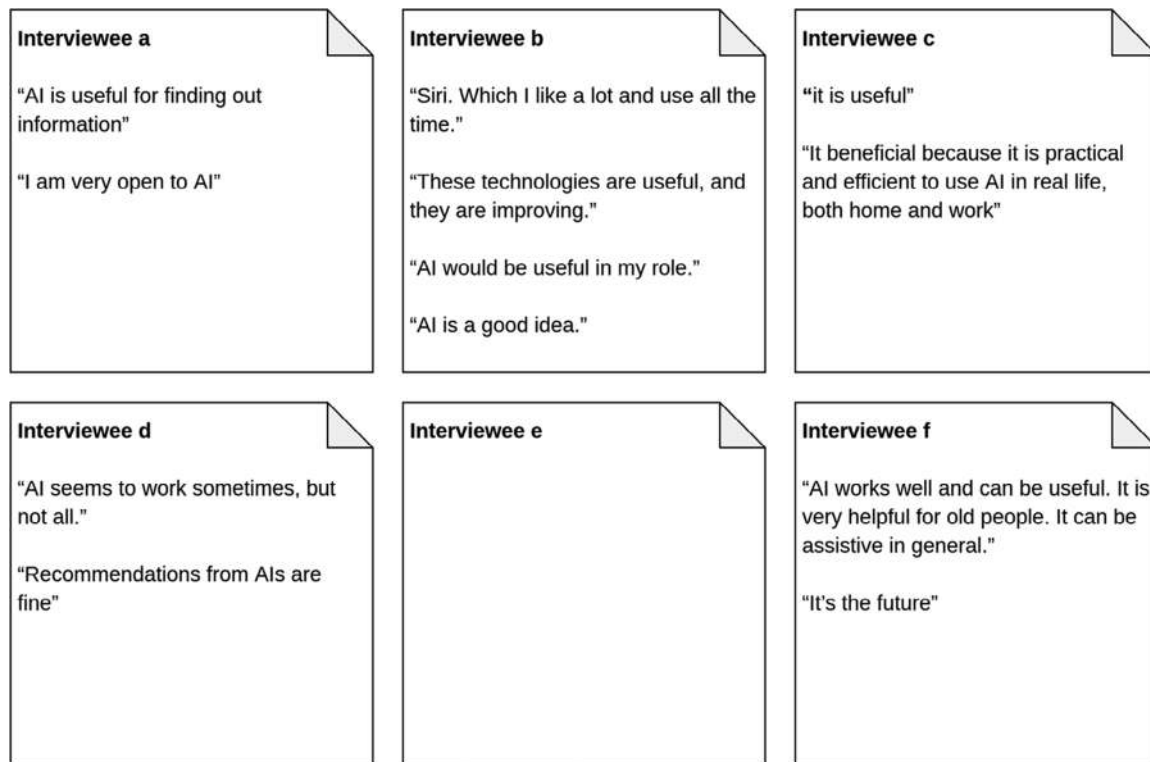 Interviewee a
“AI is useful for finding out
information”
“I am very open to AI”
Interviewee b
“Siri. Which I like a lot and use all the
time.”
“These technologies are useful, and
they are improving.”
“AI would be useful in my role.”
“AI is a good idea.”
Interviewee c
“it is useful”
“It beneficial because it is practical
and efficient to use AI in real life,
both home and work”
Interviewee d
“AI seems to work sometimes, but
not all.”
“Recommendations from AIs are
fine”
Interviewee e
Interviewee f
“AI works well and can be useful. It is
very helpful for old people. It can be
assistive in general.”
“It’s the future”